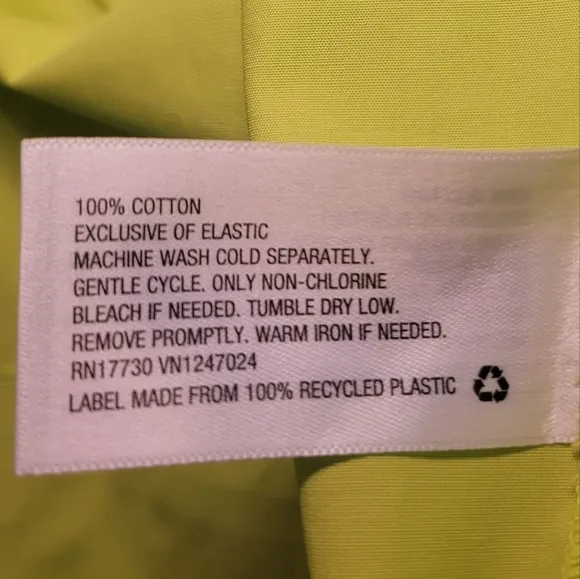 100% COTTON
EXCLUSIVE OF ELASTIC
MACHINE WASH COLD SEPARATELY.
GENTLE CYCLE. ONLY NON-CHLORINE
BLEACH IF NEEDED. TUMBLE DRY LOW.
REMOVE PROMPTLY. WARM IRON IF NEEDED.
RN17730 VN1247024
LABEL MADE FROM 100% RECYCLED PLASTIC